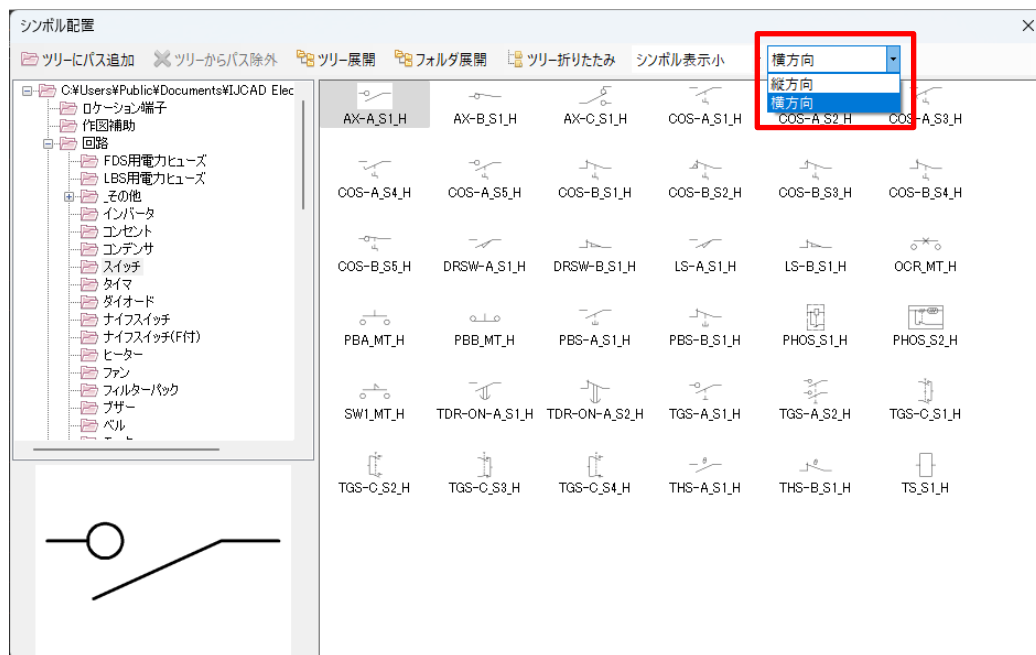 シンボル配置
ツリーにパス追加 ツリーからパス除外 ツリー展開 フォルダ展開 ツリー折りたたみ シンボル表示小 横方向
縦方向
横方向
C:¥Users¥Public¥Documents¥IJCAD Elec
ロケーション端子
作図補助
回路
FDS用電力ヒューズ
LBS用電力ヒューズ
_その他
インバータ
コンセント
コンデンサ
スイッチ
タイマ
ダイオード
ナイフスイッチ
ナイフスイッチ(F付)
ヒーター
ファン
フィルターパック
ブザー
ベル
AX-A_S1_H AX-B_S1_H AX-C_S1_H COS-A_S1_H COS-A_S2_H COS-A_S3_H
COS-A_S4_H COS-A_S5_H COS-B_S1_H COS-B_S2_H COS-B_S3_H COS-B_S4_H
COS-B_S5_H DRSW-A_S1_H DRSW-B_S1_H LS-A_S1_H LS-B_S1_H OCR_MT_H
PBA_MT_H PBB_MT_H PBS-A_S1_H PBS-B_S1_H PHOS_S1_H PHOS_S2_H
SW1_MT_H TDR-ON-A_S1_H TDR-ON-A_S2_H TGS-A_S1_H TGS-A_S2_H TGS-C_S1_H
TGS-C_S2_H TGS-C_S3_H TGS-C_S4_H THS-A_S1_H THS-B_S1_H TS_S1_H